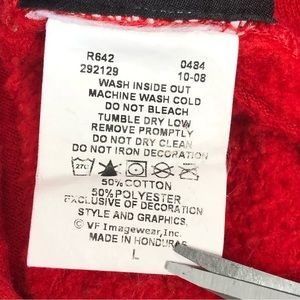 R642 0484
292129 10-08
WASH INSIDE OUT
MACHINE WASH COLD
DO NOT BLEACH
TUMBLE DRY LOW
REMOVE PROMPTLY
DO NOT DRY CLEAN
DO NOT IRON DECORATION
50% COTTON
50% POLYESTER
EXCLUSIVE OF DECORATION
STYLE AND GRAPHICS.
© VF Imagewear, Inc.
MADE IN HONDURAS
L